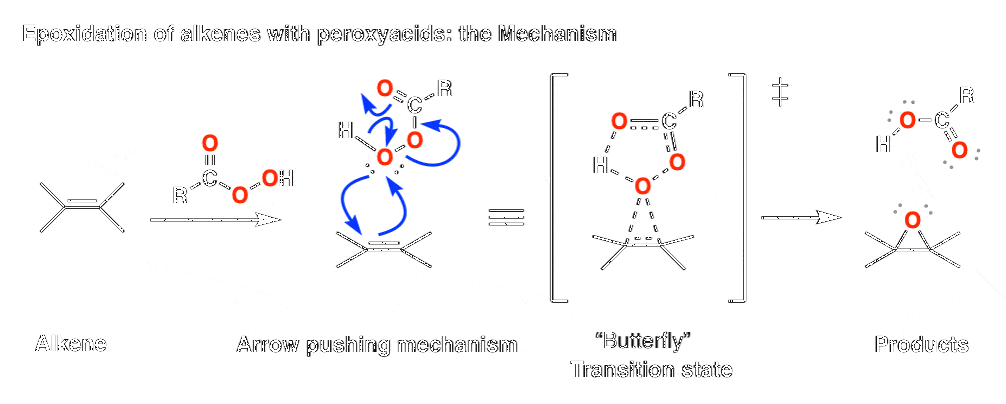 Epoxidation of alkenes with peroxyacids: the Mechanism
O
C
R
O
OH
O
C
R
H
O
O
O
C
R
H
O
O
‡
R
O
C
H
O
O
Alkene
Arrow pushing mechanism
“Butterfly”
Transition state
Products